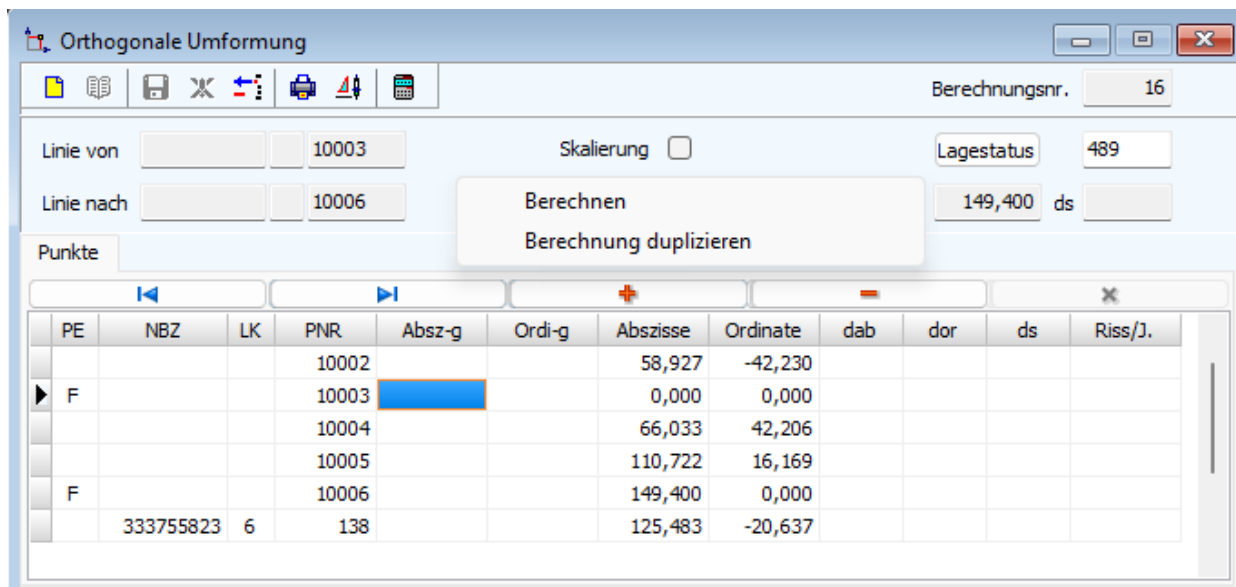 Orthogonale Umformung
Berechnungsnr. 16
Linie von 10003 Skalierung Lagestatus 489
Linie nach 10006 149,400 ds
Berechnen
Berechnung duplizieren
Punkte
PE NBZ LK PNR Absz-g Ordi-g Abszisse Ordinate dab dor ds Riss/J.
10002 58,927 -42,230
F 10003 0,000 0,000
10004 66,033 42,206
10005 110,722 16,169
F 10006 149,400 0,000
333755823 6 138 125,483 -20,637